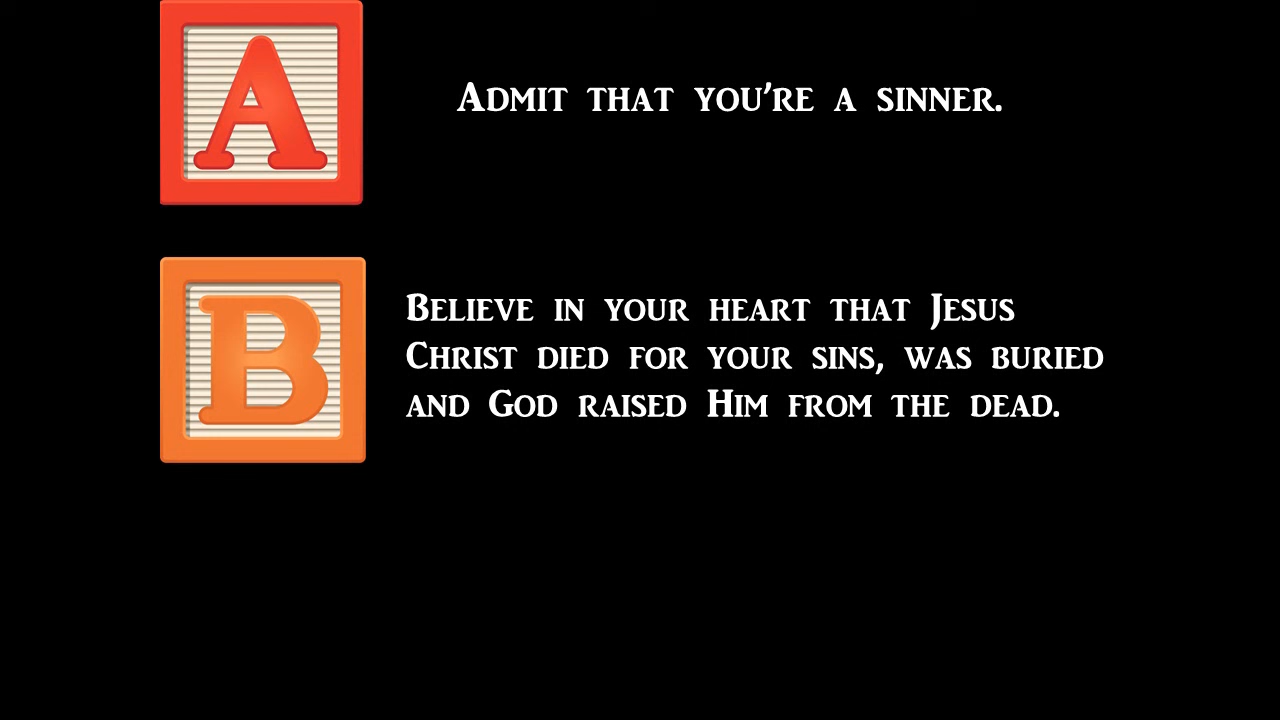 A
Admit that you're a sinner.
B
Believe in your heart that Jesus
Christ died for your sins, was buried
and God raised Him from the dead.